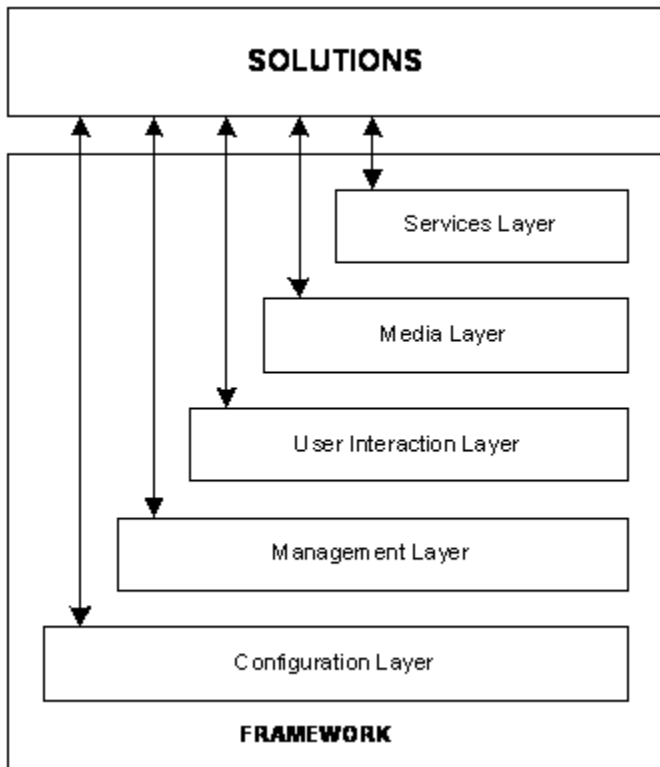 SOLUTIONS
Services Layer
Media Layer
User Interaction Layer
Management Layer
Configuration Layer
FRAMEWORK